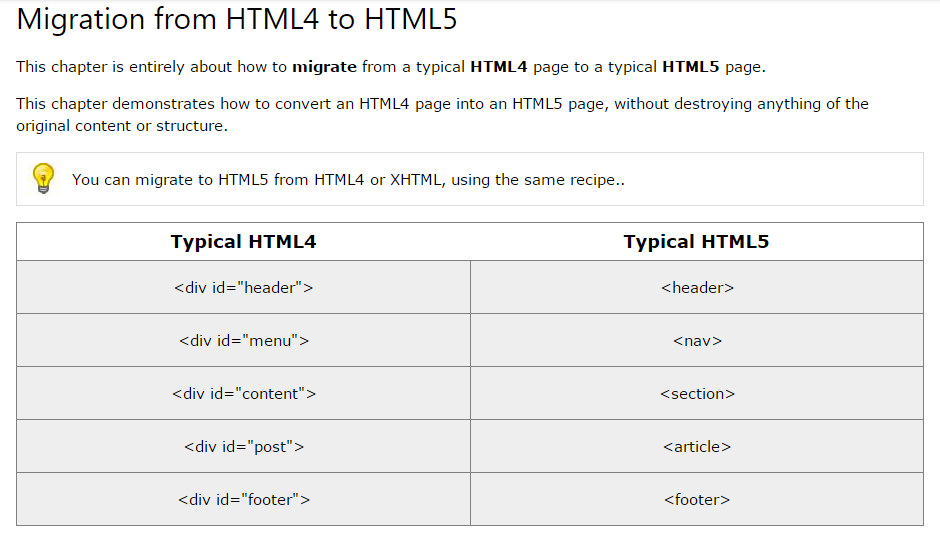 Migration from HTML4 to HTML5
This chapter is entirely about how to migrate from a typical HTML4 page to a typical HTML5 page.
This chapter demonstrates how to convert an HTML4 page into an HTML5 page, without destroying anything of the
original content or structure.
You can migrate to HTML5 from HTML4 or XHTML, using the same recipe..
Typical HTML4 Typical HTML5
<div id="header"> <header>
<div id="menu"> <nav>
<div id="content"> <section>
<div id="post"> <article>
<div id="footer"> <footer>